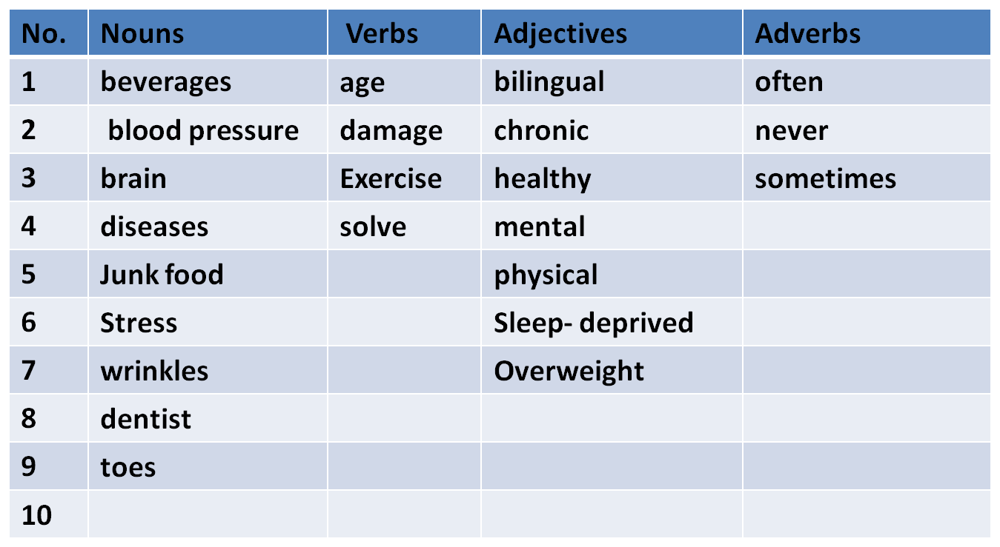 No. Nouns Verbs Adjectives Adverbs
1 beverages age bilingual often
2 blood pressure damage chronic never
3 brain Exercise healthy sometimes
4 diseases solve mental
5 Junk food physical
6 Stress Sleep- deprived
7 wrinkles Overweight
8 dentist
9 toes
10